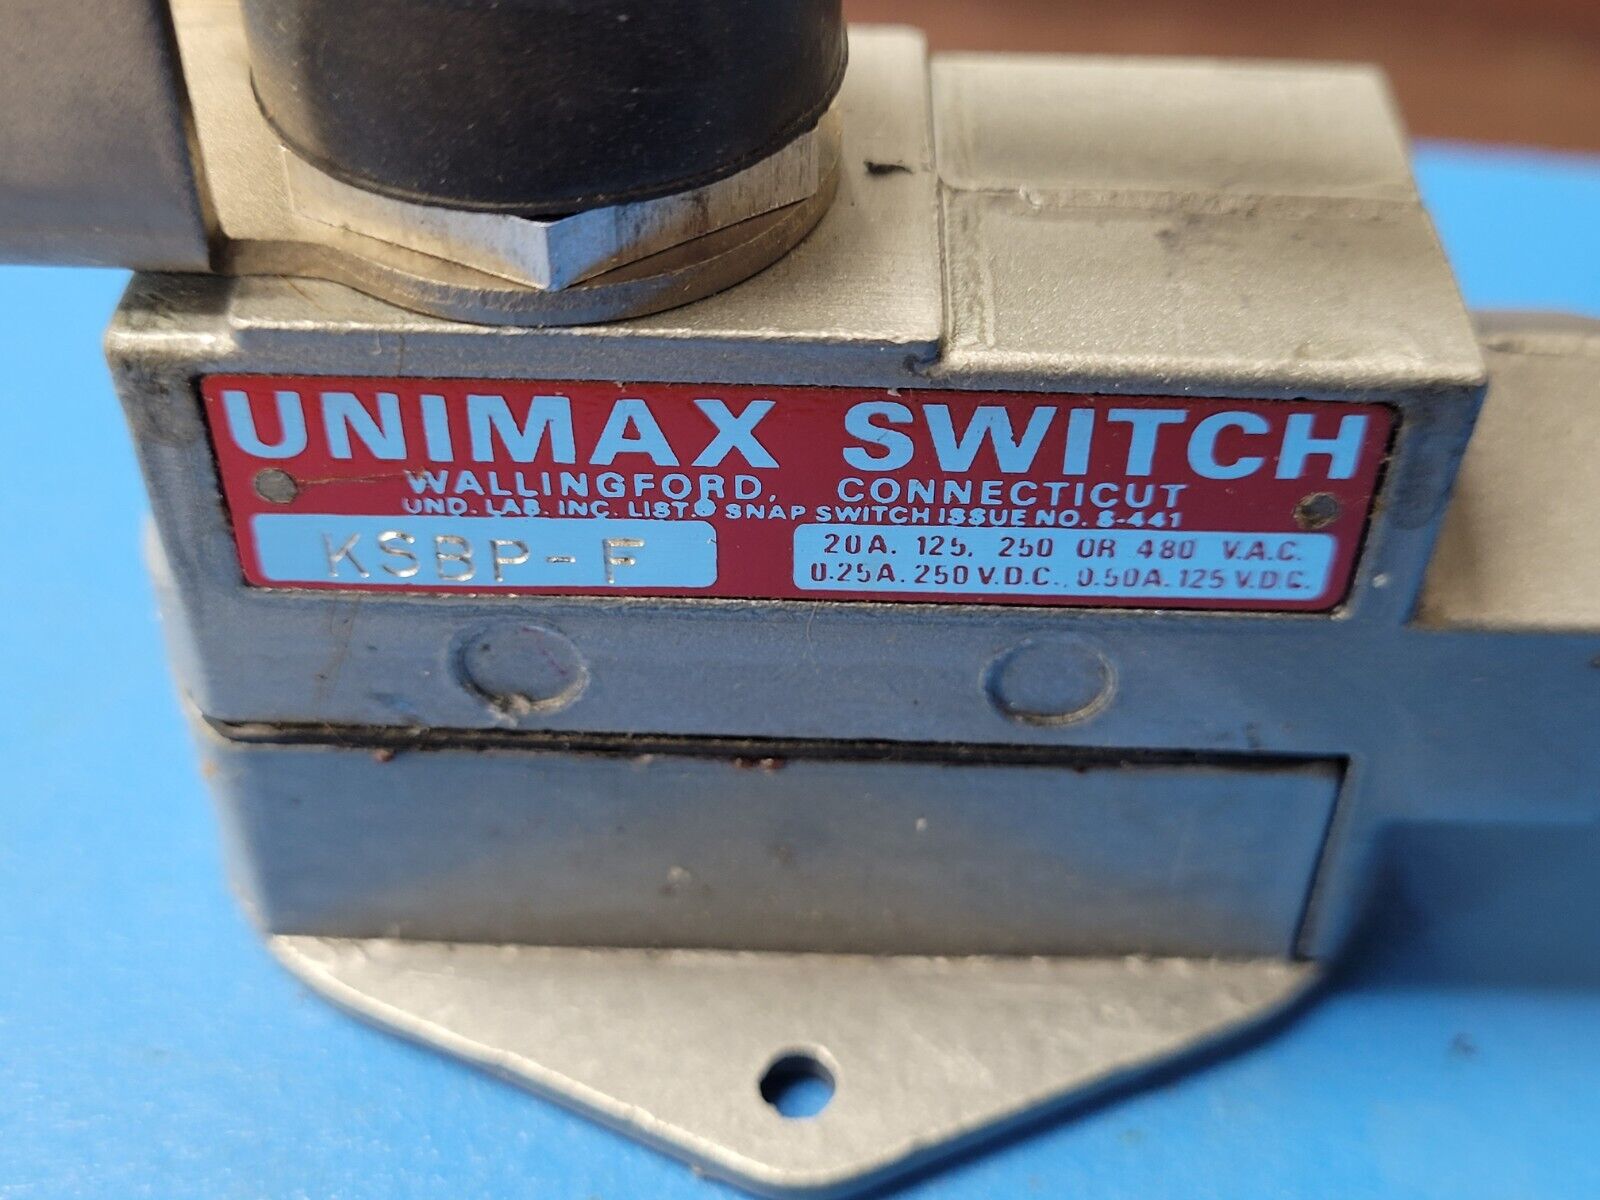 UNIMAX SWITCH
WALLINGFORD, CONNECTICUT
UND. LAB. INC. LIST.® SNAP SWITCH ISSUE NO. S-441
KSBP-F
20A. 125, 250 OR 480 V.A.C.
0.25A. 250 V.D.C., 0.50A. 125 V.D.C.